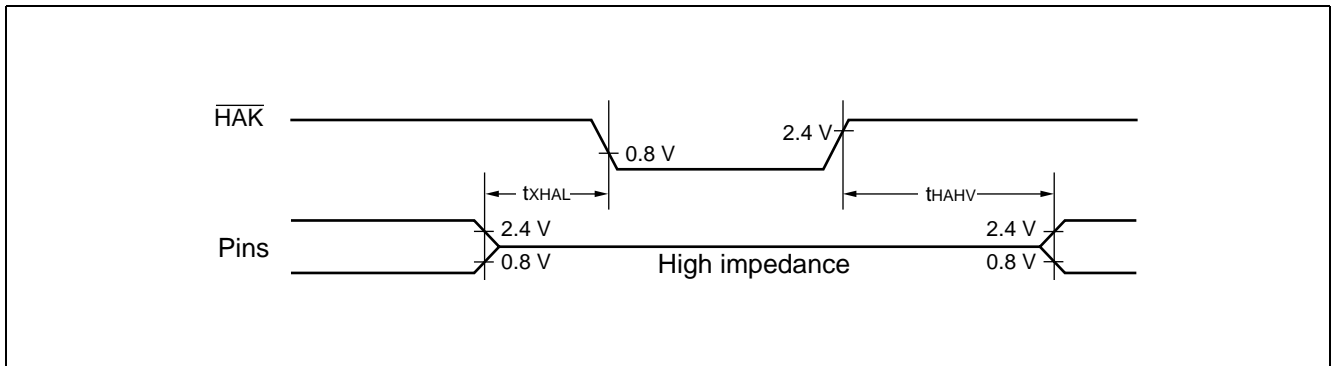 HAK
2.4 V
0.8 V
tXHAL
tHAHV
2.4 V
2.4 V
Pins
0.8 V
High impedance
0.8 V